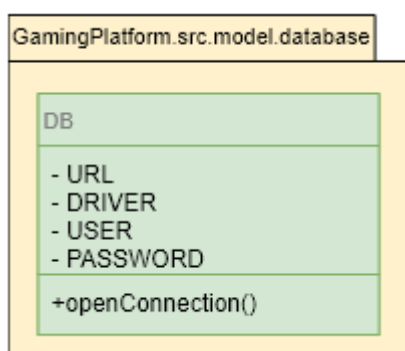 GamingPlatform.src.model.database
DB
- URL
- DRIVER
- USER
- PASSWORD
+openConnection()